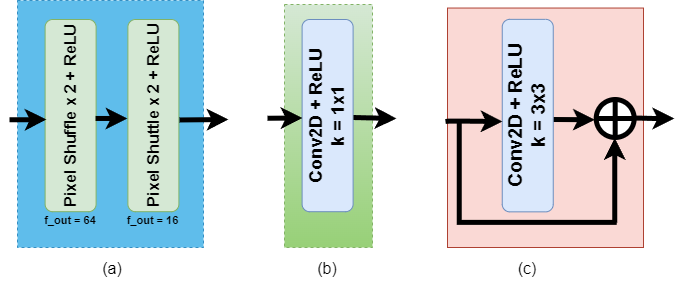 Pixel Shuffle x 2 + ReLU
Pixel Shuttle x 2 + ReLU
f_out = 64
f_out = 16
(a)
Conv2D + ReLU
k = 1x1
(b)
Conv2D + ReLU
k = 3x3
(c)